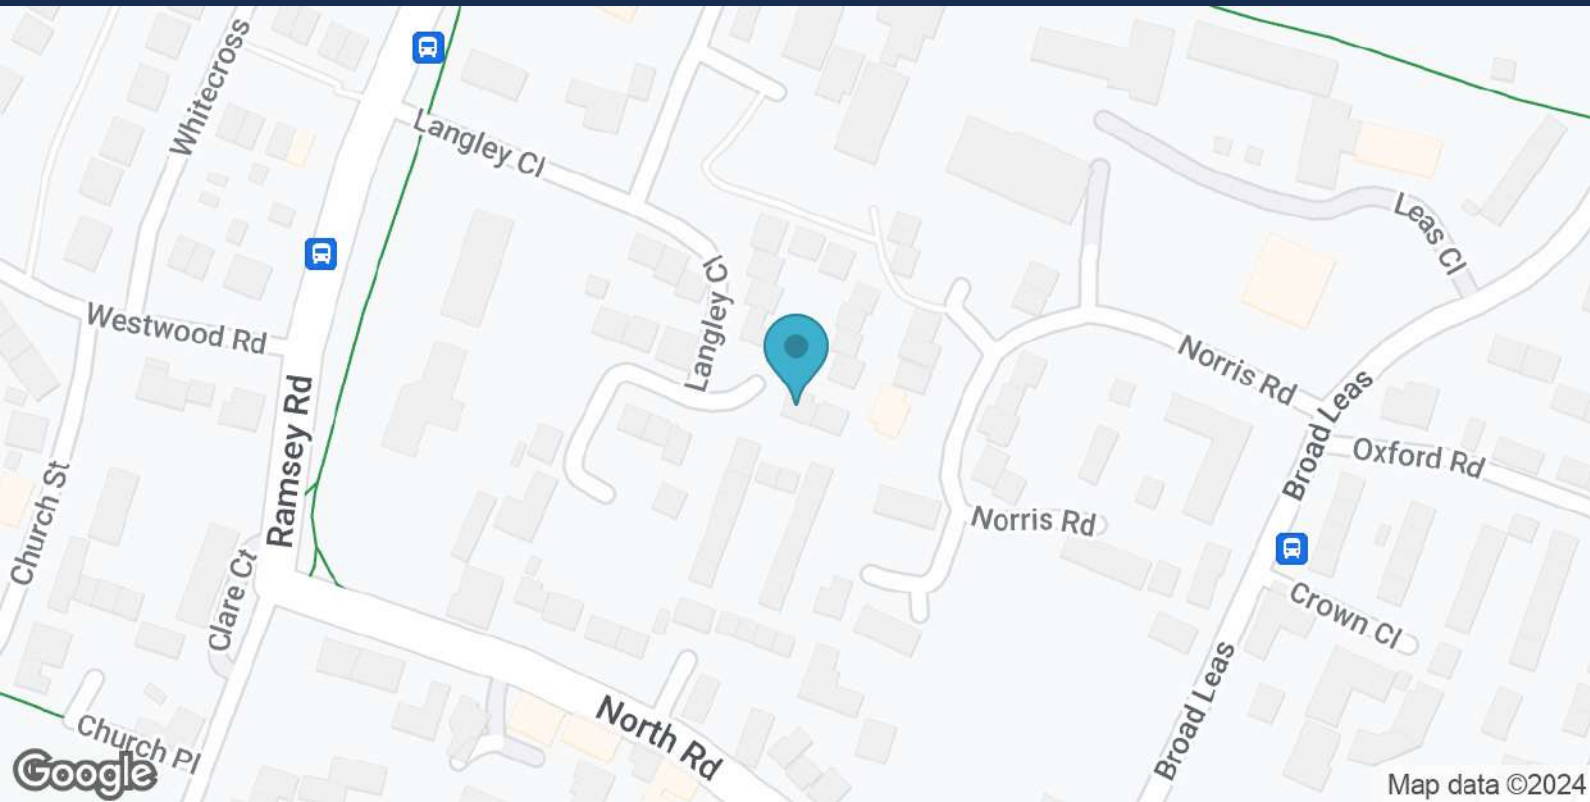 Whitecross
Langley Cl
Leas Cl
Langley Cl
Westwood Rd
Norris Rd
Broad Leas
Ramsey Rd
Oxford Rd
Church St
Norris Rd
Clare Ct
Crown Cl
Broad Leas
North Rd
Church Pl
Google
Map data ©2024